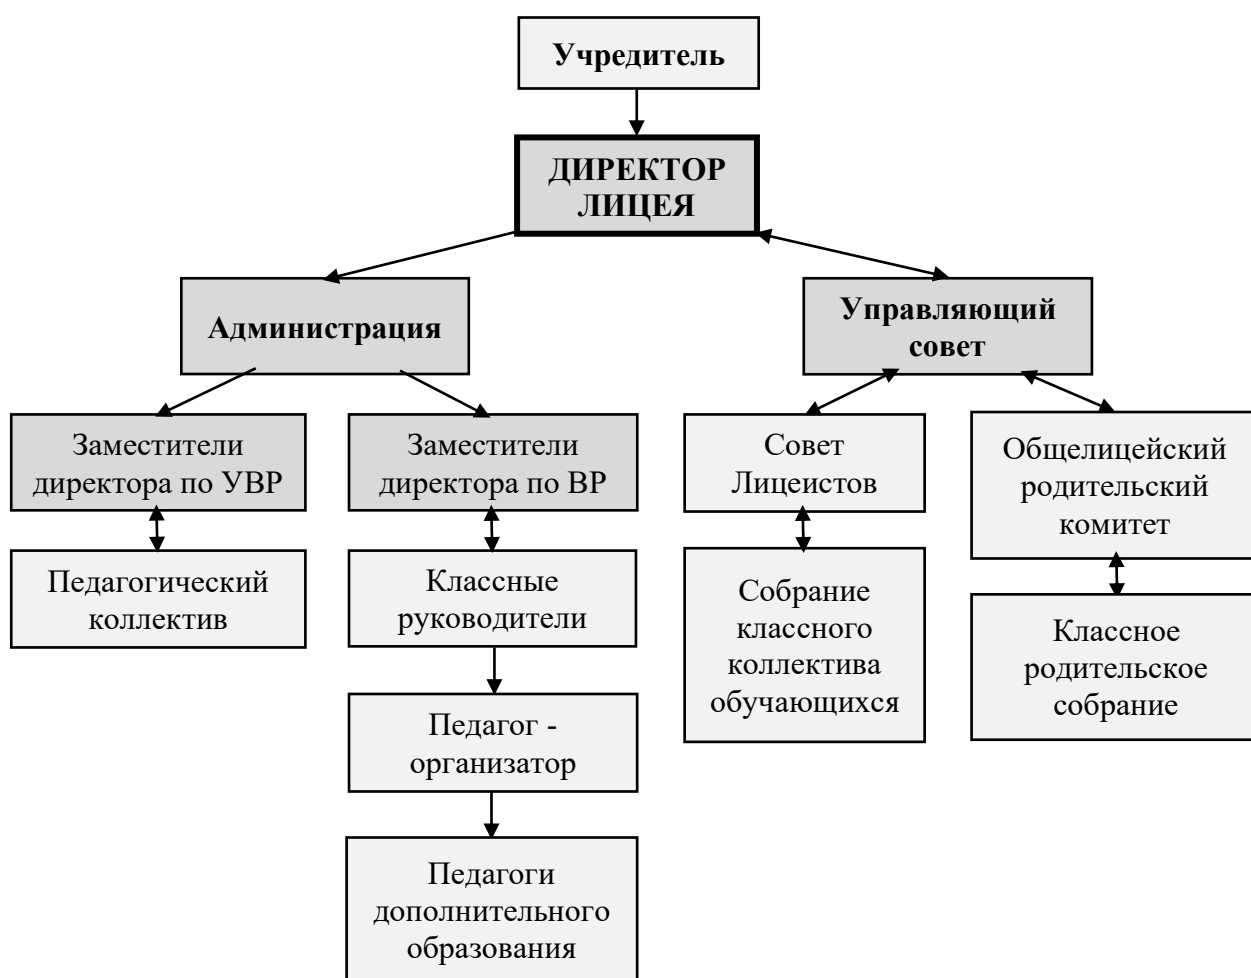 Учредитель
ДИРЕКТОР
ЛИЦЕЯ
Администрация
Управляющий
совет
Заместители
директора по УВР
Заместители
директора по ВР
Совет
Лицеистов
Общелицейский
родительский
комитет
Педагогический
коллектив
Классные
руководители
Собрание
классного
коллектива
обучающихся
Классное
родительское
собрание
Педагог -
организатор
Педагоги
дополнительного
образования